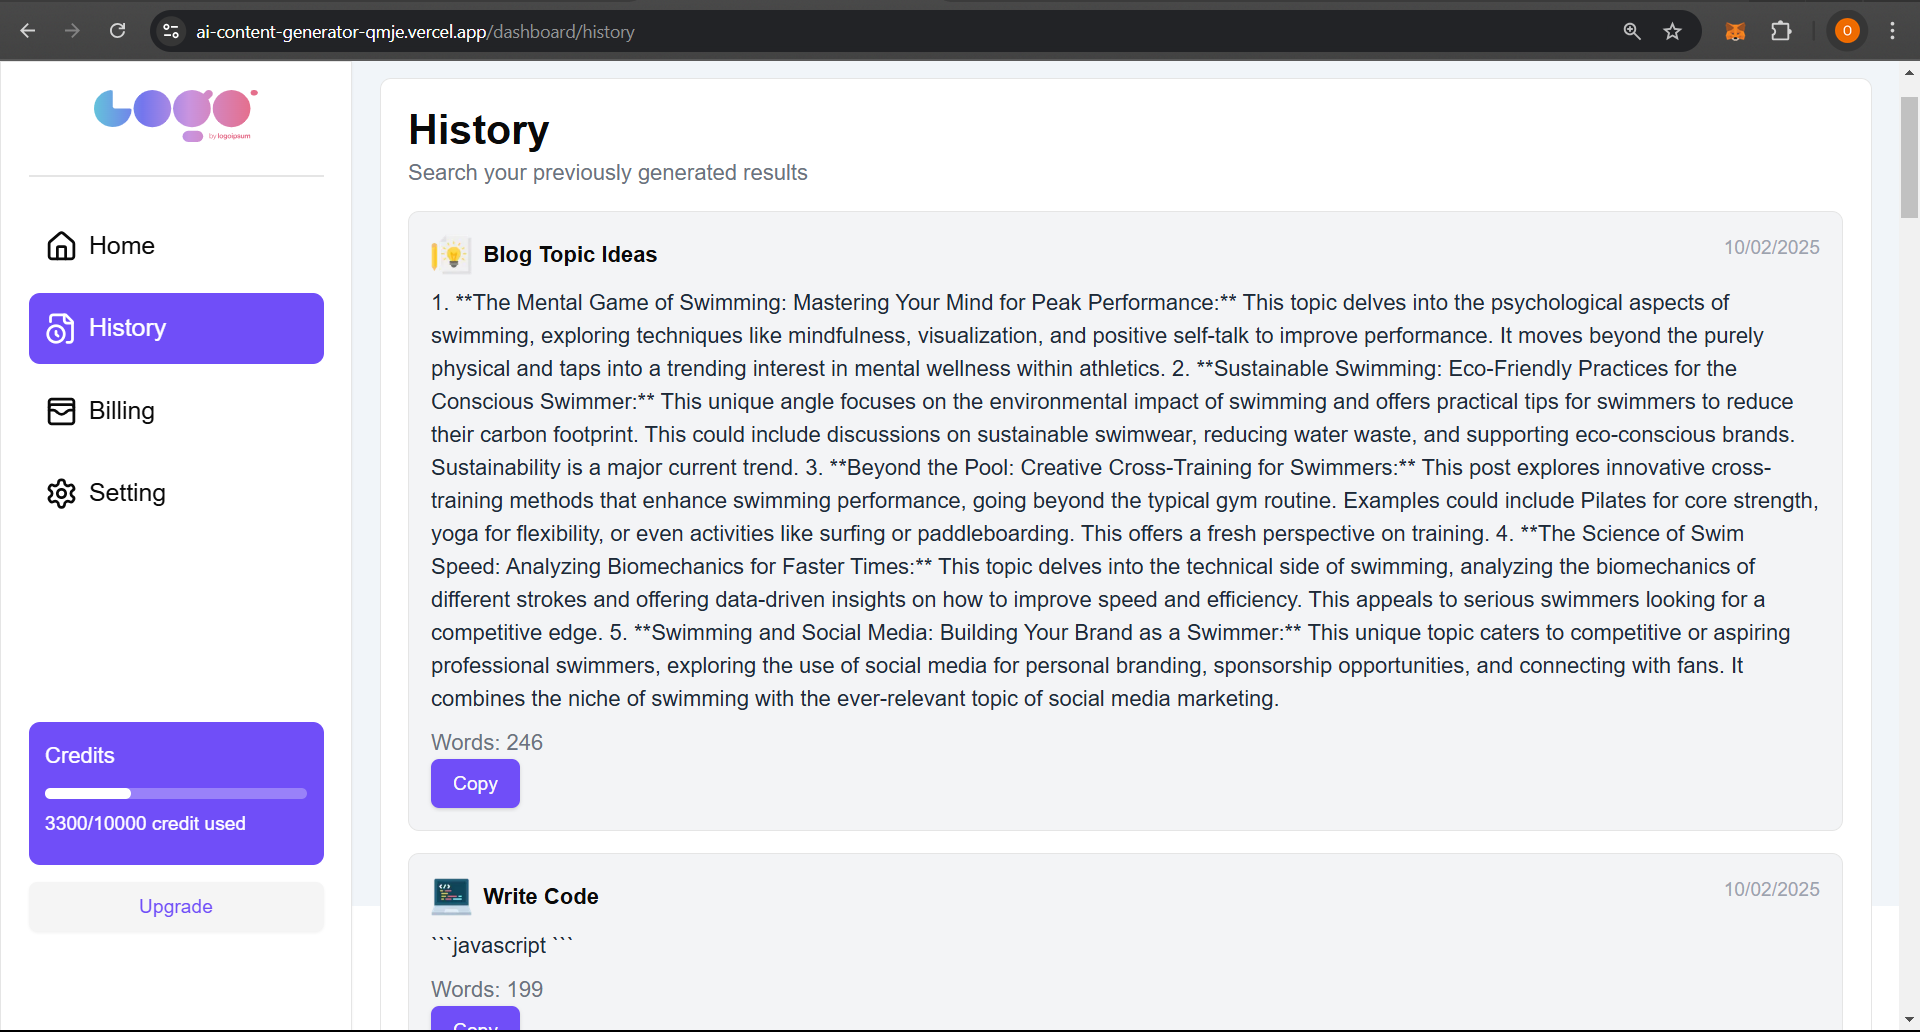 ai-content-generator-qmje.vercel.app/dashboard/history
O
Logo
by logoipsum
Home
History
Billing
Setting
Credits
3300/10000 credit used
Upgrade
History
Search your previously generated results
Blog Topic Ideas
10/02/2025
1. **The Mental Game of Swimming: Mastering Your Mind for Peak Performance:** This topic delves into the psychological aspects of
swimming, exploring techniques like mindfulness, visualization, and positive self-talk to improve performance. It moves beyond the purely
physical and taps into a trending interest in mental wellness within athletics. 2. **Sustainable Swimming: Eco-Friendly Practices for the
Conscious Swimmer:** This unique angle focuses on the environmental impact of swimming and offers practical tips for swimmers to reduce
their carbon footprint. This could include discussions on sustainable swimwear, reducing water waste, and supporting eco-conscious brands.
Sustainability is a major current trend. 3. **Beyond the Pool: Creative Cross-Training for Swimmers:** This post explores innovative cross-
training methods that enhance swimming performance, going beyond the typical gym routine. Examples could include Pilates for core strength,
yoga for flexibility, or even activities like surfing or paddleboarding. This offers a fresh perspective on training. 4. **The Science of Swim
Speed: Analyzing Biomechanics for Faster Times:** This topic delves into the technical side of swimming, analyzing the biomechanics of
different strokes and offering data-driven insights on how to improve speed and efficiency. This appeals to serious swimmers looking for a
competitive edge. 5. **Swimming and Social Media: Building Your Brand as a Swimmer:** This unique topic caters to competitive or aspiring
professional swimmers, exploring the use of social media for personal branding, sponsorship opportunities, and connecting with fans. It
combines the niche of swimming with the ever-relevant topic of social media marketing.
Words: 246
Copy
Write Code
10/02/2025
```javascript ```
Words: 199
Copy